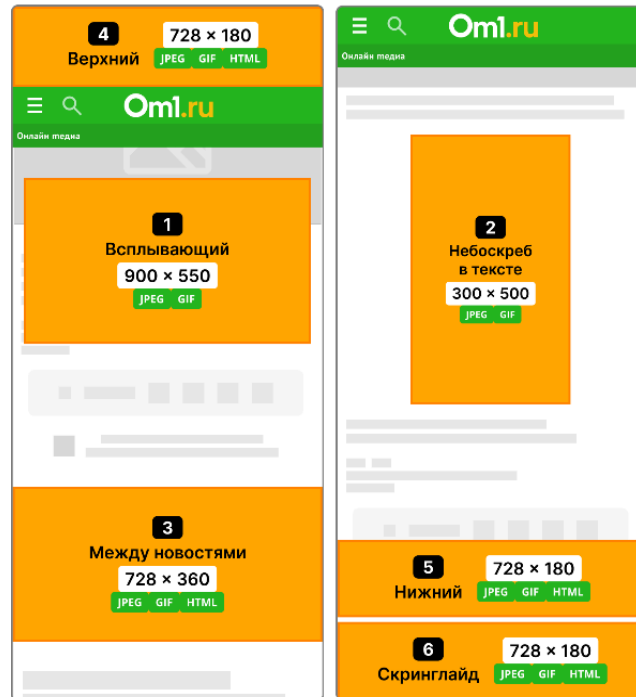 4
728 × 180
Верхний
JPEG GIF HTML
Om1.ru
Онлайн медиа
1
Всплывающий
900 × 550
JPEG GIF
3
Между новостями
728 × 360
JPEG GIF HTML
Om1.ru
Онлайн медиа
2
Небоскреб
в тексте
300 × 500
JPEG GIF
5
728 × 180
Нижний
JPEG GIF HTML
6
728 × 180
Скринглайд
JPEG GIF HTML